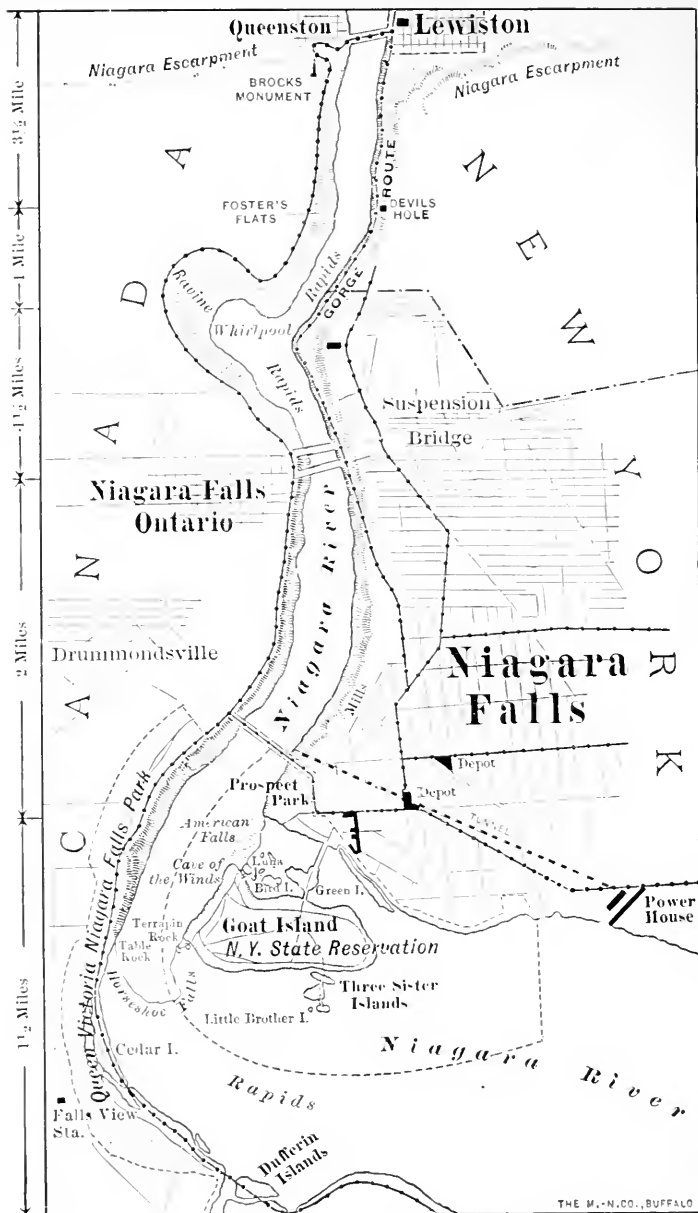 Queenston
Lewiston
Niagara Escarpment
Niagara Escarpment
BROCKS
MONUMENT
3½ Mile
ROUTE
FOSTER'S
FLATS
DEVILS
HOLE
1 Mile
Ravine
Rapids
GORGE
Whirlpool
Rapids
1½ Miles
Suspension
Bridge
Niagara Falls
Ontario
Niagara River
NEW YORK
CANADA
2 Miles
Drummondsville
Mills
Niagara
Falls
Depot
Depot
Prospect
Park
TUNNEL
American
Falls
Cave of
the Winds
Luna
I.
Bird I.
Green I.
Power
House
Queen Victoria Niagara Falls Park
Terrapin
Rock
Table
Rock
Goat Island
N.Y. State Reservation
Horseshoe Falls
Three Sister
Islands
Little Brother I.
Cedar I.
Niagara River
Rapids
1½ Miles
Falls View
Sta.
Dufferin
Islands
THE M.-N.CO., BUFFALO